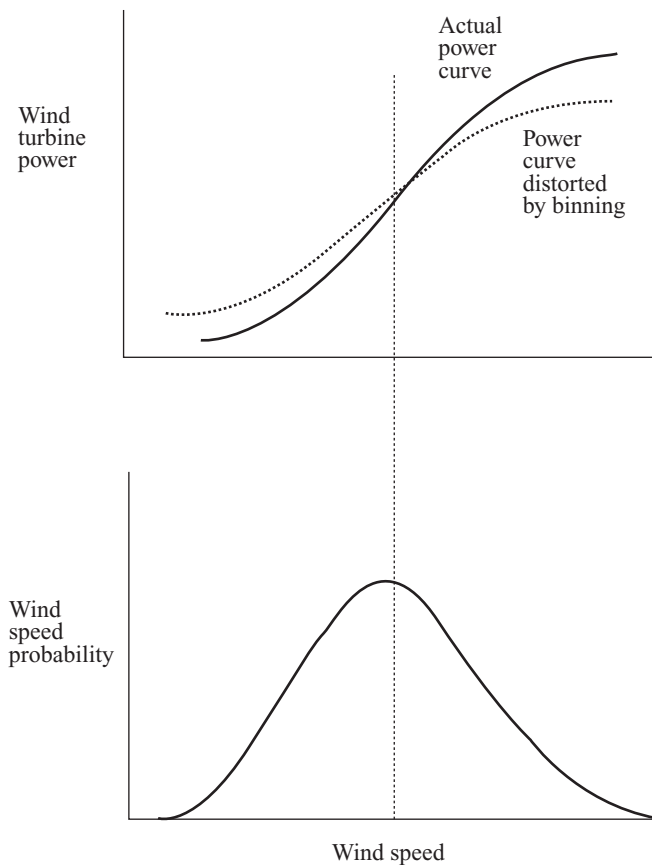 Actual
power
curve
Wind
turbine
power
Power
curve
distorted
by binning
Wind
speed
probability
Wind speed